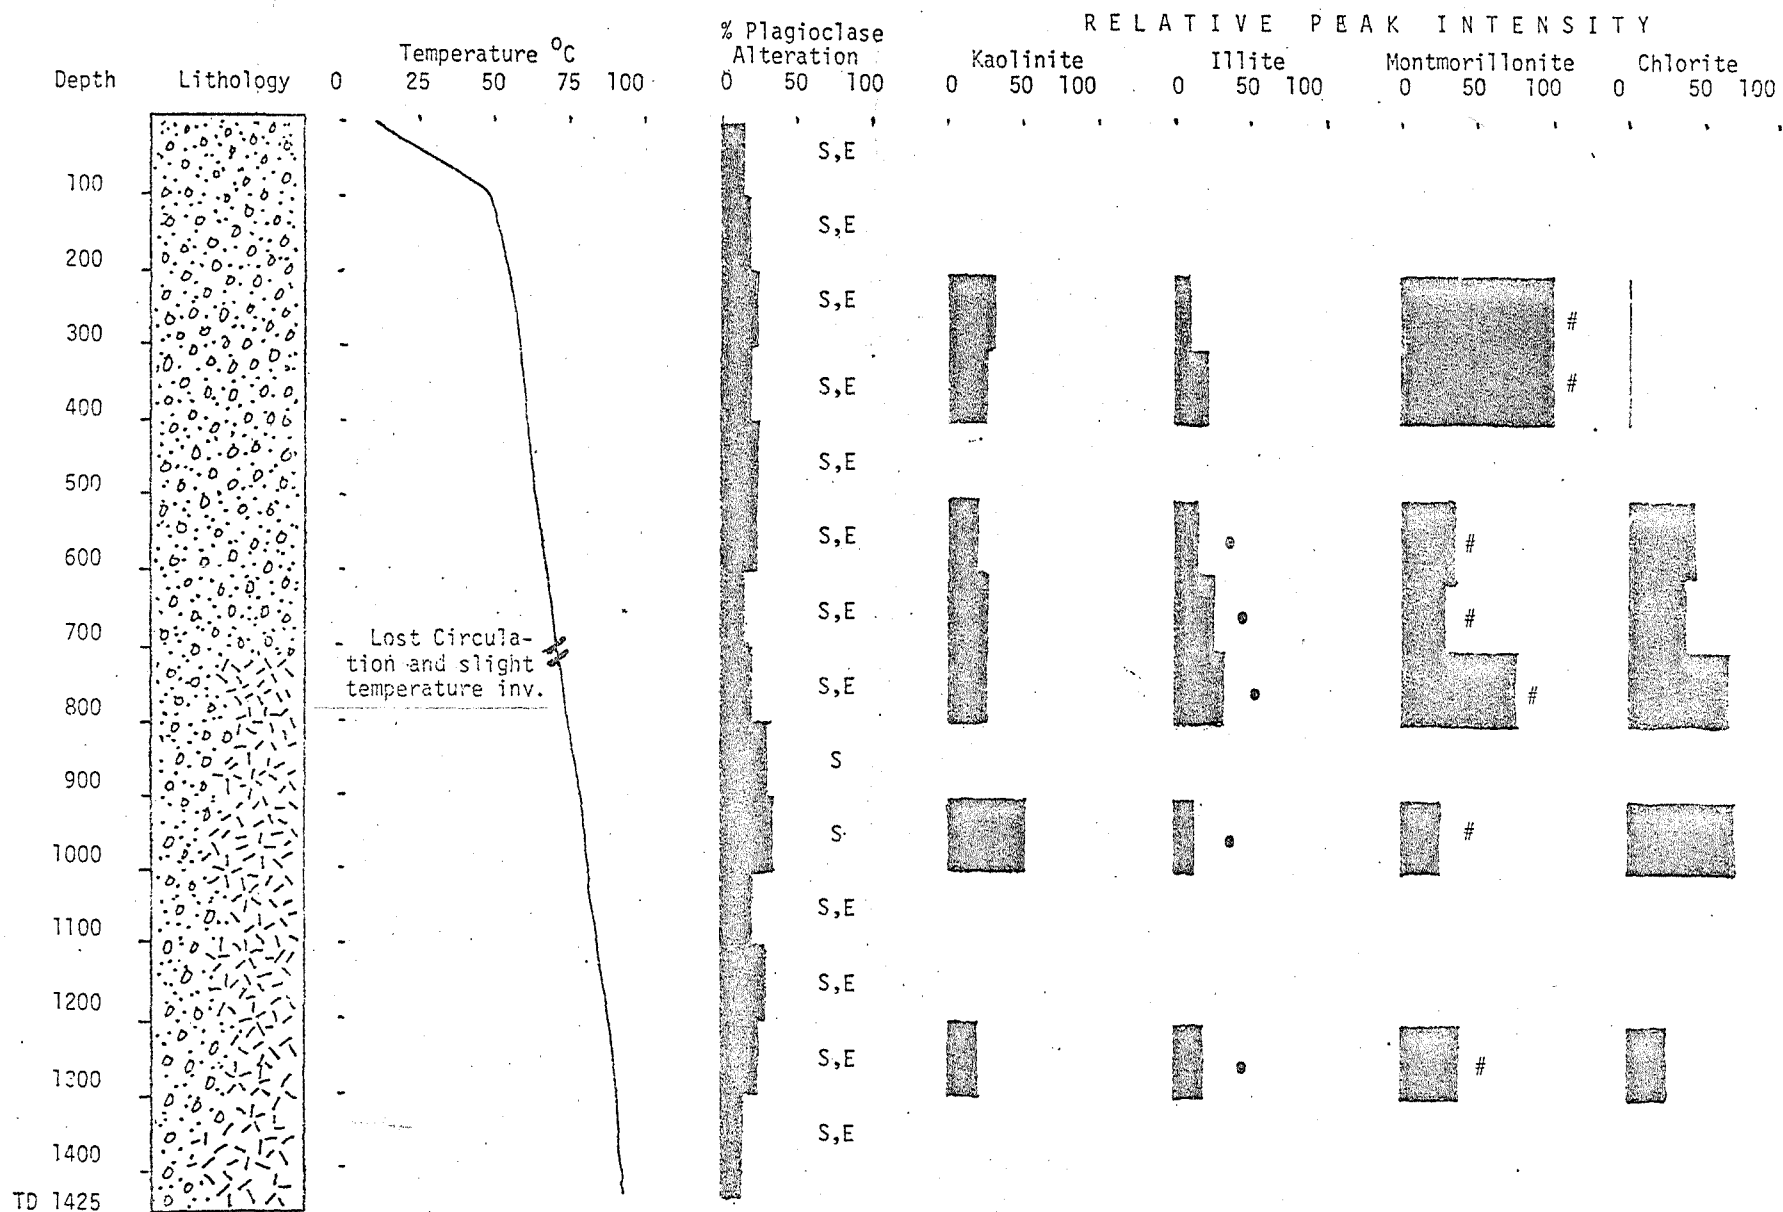 RELATIVE PEAK INTENSITY
Depth
Lithology
Temperature °C
0 25 50 75 100
% Plagioclase
Alteration
0 50 100
Kaolinite
0 50 100
Illite
0 50 100
Montmorillonite
0 50 100
Chlorite
0 50 100
S,E
100
S,E
200
S,E
#
300
S,E
#
400
S,E
500
S,E
#
600
S,E
#
700
Lost Circula-
tion and slight
temperature inv.
S,E
#
800
S
900
S
#
1000
S,E
1100
S,E
1200
S,E
#
1300
S,E
1400
TD 1425